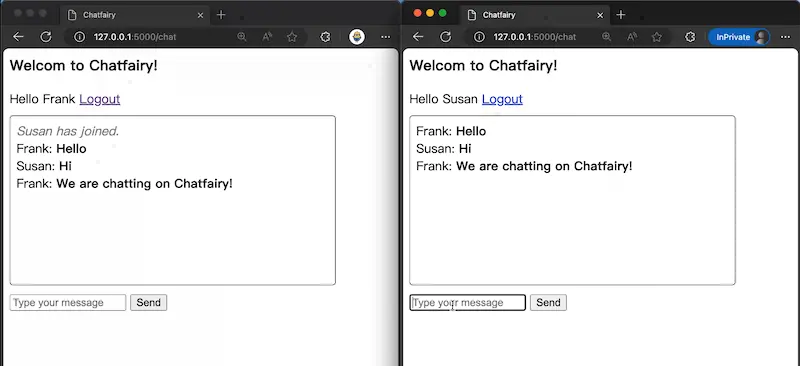 Chatfairy
127.0.0.1:5000/chat
Welcom to Chatfairy!
Hello Frank Logout
Susan has joined.
Frank: Hello
Susan: Hi
Frank: We are chatting on Chatfairy!
Type your message
Send
Chatfairy
127.0.0.1:5000/chat
InPrivate
Welcom to Chatfairy!
Hello Susan Logout
Frank: Hello
Susan: Hi
Frank: We are chatting on Chatfairy!
Type your message
Send